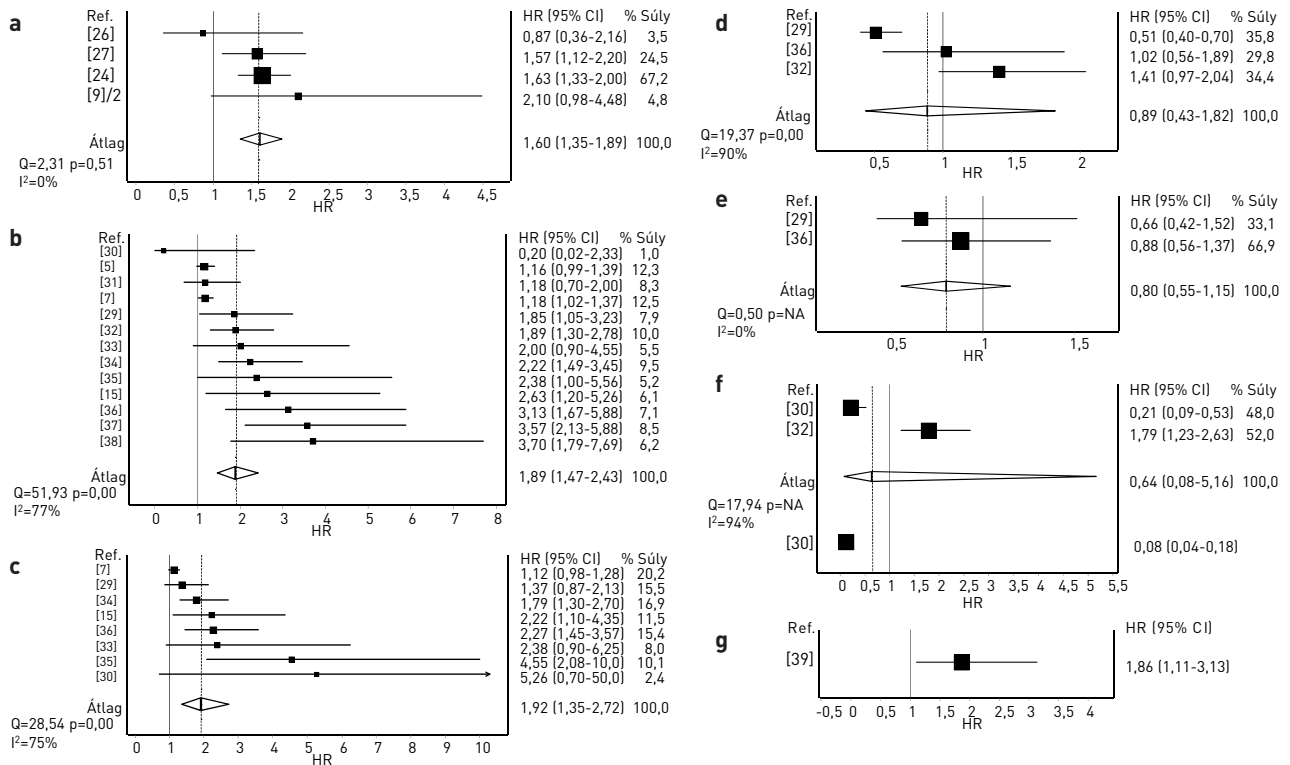 a
Ref. HR (95% CI) % Súly
[26] 0,87 (0,36-2,16) 3,5
[27] 1,57 (1,12-2,20) 24,5
[24] 1,63 (1,33-2,00) 67,2
[9]/2 2,10 (0,98-4,48) 4,8
Átlag 1,60 (1,35-1,89) 100,0
Q=2,31 p=0,51
I²=0%
0 0,5 1 1,5 2 2,5 3 3,5 4 4,5
HR
b
Ref. HR (95% CI) % Súly
[30] 0,20 (0,02-2,33) 1,0
[5] 1,16 (0,99-1,39) 12,3
[31] 1,18 (0,70-2,00) 8,3
[7] 1,18 (1,02-1,37) 12,5
[29] 1,85 (1,05-3,23) 7,9
[32] 1,89 (1,30-2,78) 10,0
[33] 2,00 (0,90-4,55) 5,5
[34] 2,22 (1,49-3,45) 9,5
[35] 2,38 (1,00-5,56) 5,2
[15] 2,63 (1,20-5,26) 6,1
[36] 3,13 (1,67-5,88) 7,1
[37] 3,57 (2,13-5,88) 8,5
[38] 3,70 (1,79-7,69) 6,2
Átlag 1,89 (1,47-2,43) 100,0
Q=51,93 p=0,00
I²=77%
0 1 2 3 4 5 6 7 8
HR
c
Ref. HR (95% CI) % Súly
[7] 1,12 (0,98-1,28) 20,2
[29] 1,37 (0,87-2,13) 15,5
[34] 1,79 (1,30-2,70) 16,9
[15] 2,22 (1,10-4,35) 11,5
[36] 2,27 (1,45-3,57) 15,4
[33] 2,38 (0,90-6,25) 8,0
[35] 4,55 (2,08-10,0) 10,1
[30] 5,26 (0,70-50,0) 2,4
Átlag 1,92 (1,35-2,72) 100,0
Q=28,54 p=0,00
I²=75%
0 1 2 3 4 5 6 7 8 9 10
HR
d
Ref. HR (95% CI) % Súly
[29] 0,51 (0,40-0,70) 35,8
[36] 1,02 (0,56-1,89) 29,8
[32] 1,41 (0,97-2,04) 34,4
Átlag 0,89 (0,43-1,82) 100,0
Q=19,37 p=0,00
I²=90%
0,5 1 1,5 2
HR
e
Ref. HR (95% CI) % Súly
[29] 0,66 (0,42-1,52) 33,1
[36] 0,88 (0,56-1,37) 66,9
Átlag 0,80 (0,55-1,15) 100,0
Q=0,50 p=NA
I²=0%
0,5 1 1,5
HR
f
Ref. HR (95% CI) % Súly
[30] 0,21 (0,09-0,53) 48,0
[32] 1,79 (1,23-2,63) 52,0
Átlag 0,64 (0,08-5,16) 100,0
Q=17,94 p=NA
I²=94%
[30] 0,08 (0,04-0,18)
0 0,5 1 1,5 2 2,5 3 3,5 4 4,5 5 5,5
HR
g
Ref. HR (95% CI)
[39] 1,86 (1,11-3,13)
-0,5 0 0,5 1 1,5 2 2,5 3 3,5 4
HR